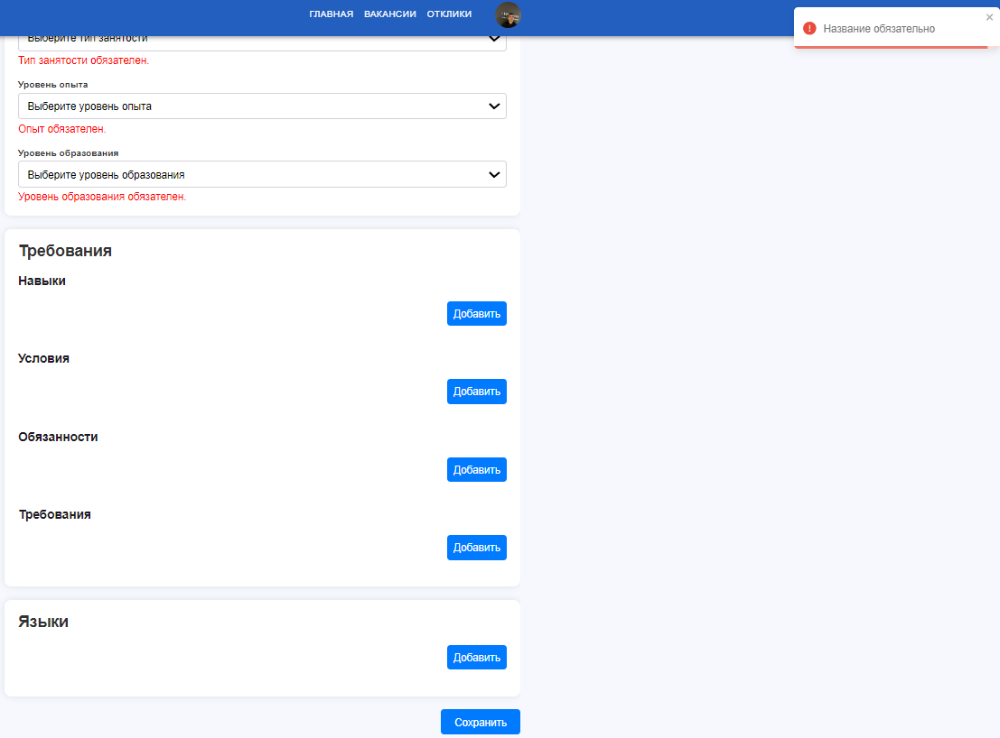 ГЛАВНАЯ ВАКАНСИИ ОТКЛИКИ
Название обязательно
Выберите тип занятости
Тип занятости обязателен.
Уровень опыта
Выберите уровень опыта
Опыт обязателен.
Уровень образования
Выберите уровень образования
Уровень образования обязателен.
Требования
Навыки
Добавить
Условия
Добавить
Обязанности
Добавить
Требования
Добавить
Языки
Добавить
Сохранить